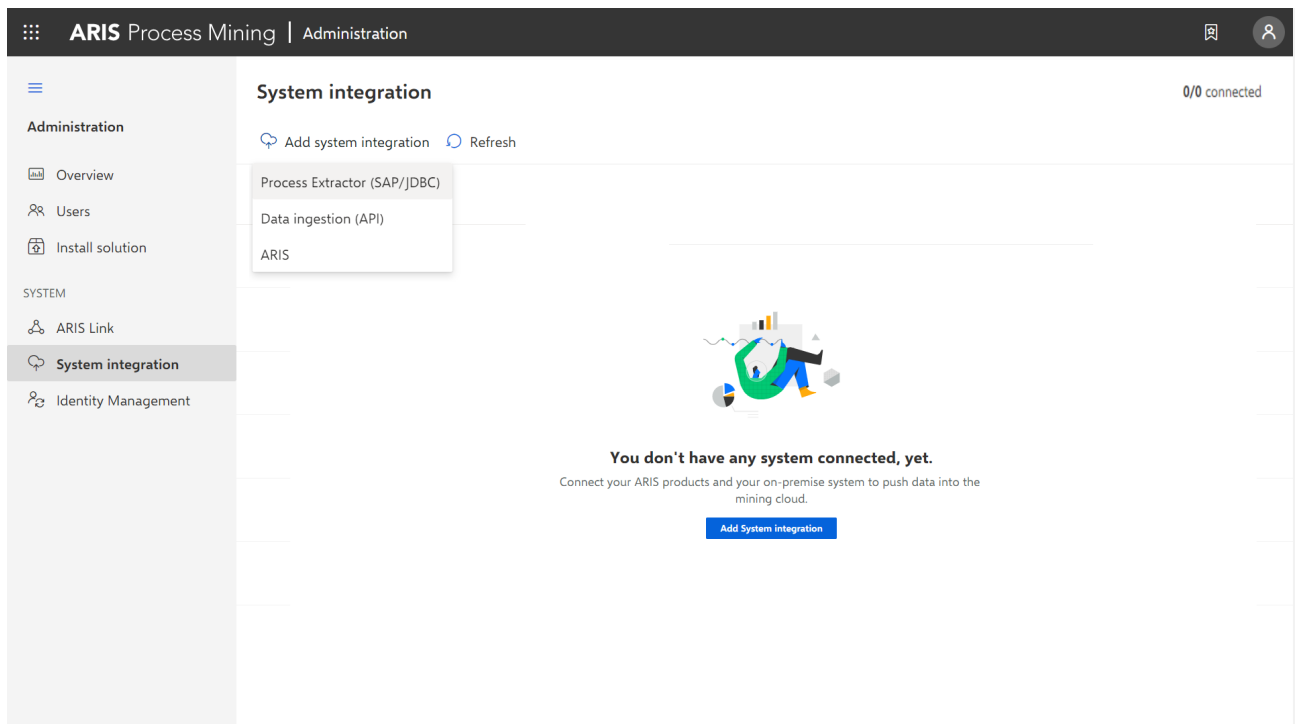 ARIS Process Mining | Administration
System integration
0/0 connected
Administration
Add system integration
Refresh
Overview
Users
Install solution
Process Extractor (SAP/JDBC)
Data ingestion (API)
ARIS
SYSTEM
ARIS Link
System integration
Identity Management
You don't have any system connected, yet.
Connect your ARIS products and your on-premise system to push data into the
mining cloud.
Add System integration